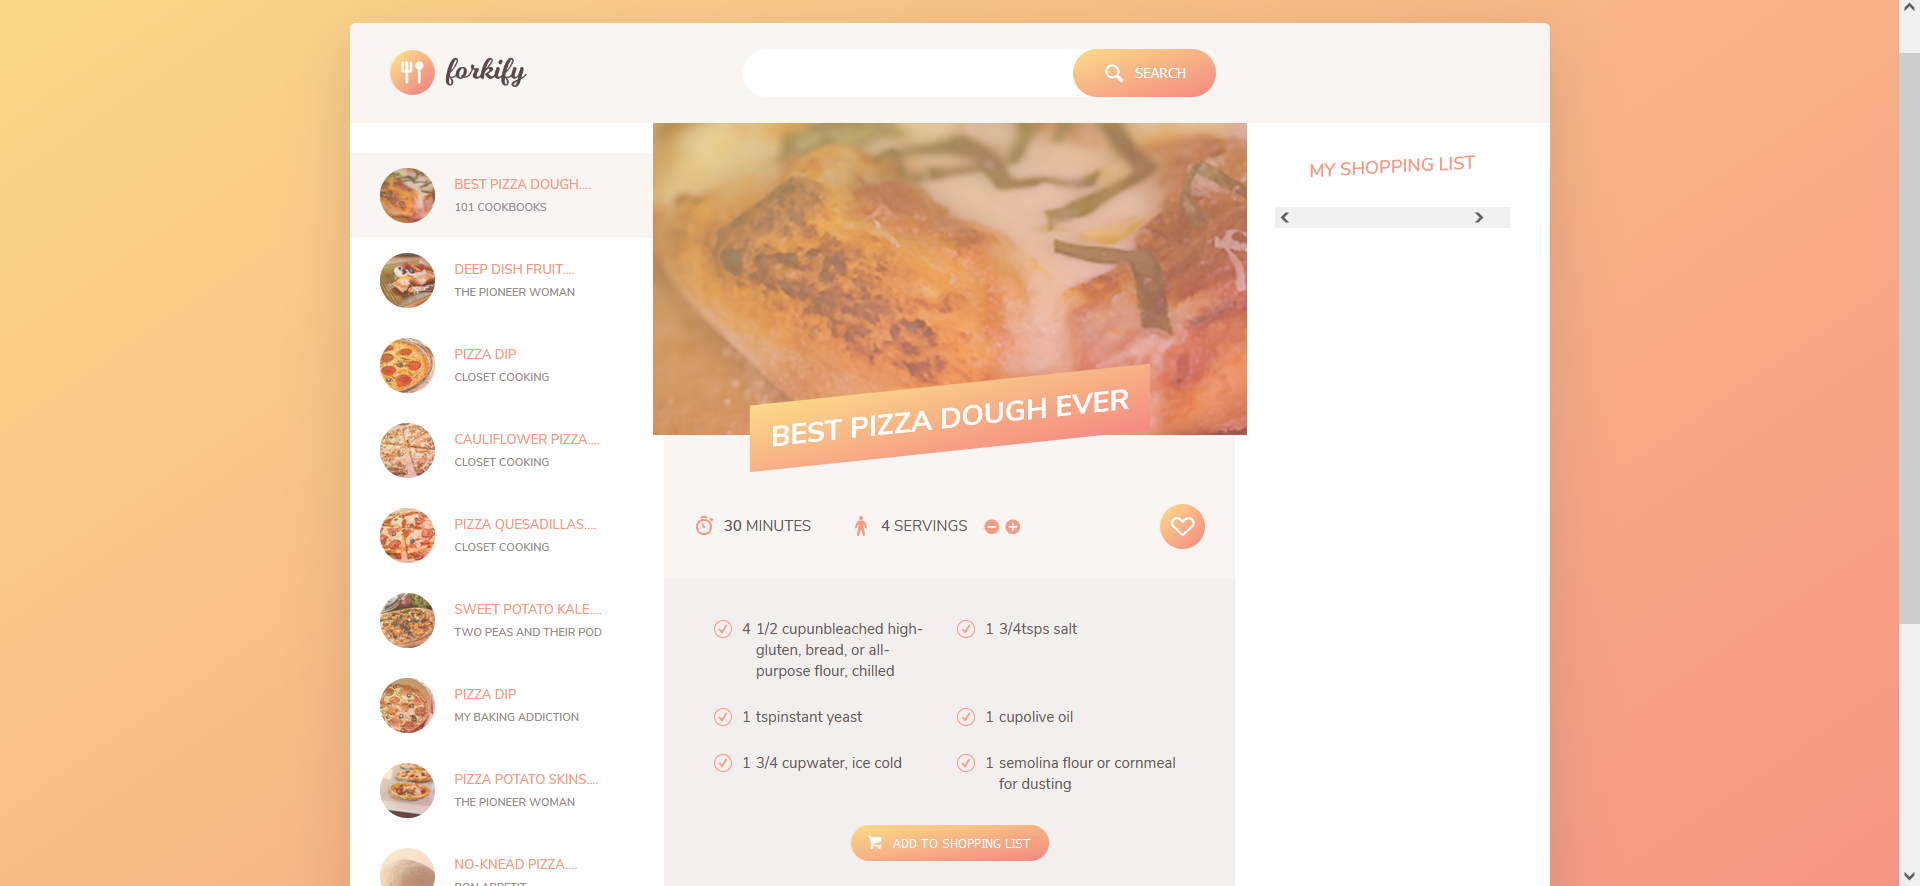 forkify
SEARCH
BEST PIZZA DOUGH....
101 COOKBOOKS
DEEP DISH FRUIT....
THE PIONEER WOMAN
PIZZA DIP
CLOSET COOKING
CAULIFLOWER PIZZA....
CLOSET COOKING
PIZZA QUESADILLAS....
CLOSET COOKING
SWEET POTATO KALE....
TWO PEAS AND THEIR POD
PIZZA DIP
MY BAKING ADDICTION
PIZZA POTATO SKINS....
THE PIONEER WOMAN
NO-KNEAD PIZZA....
BON APPETIT
BEST PIZZA DOUGH EVER
30 MINUTES
4 SERVINGS
4 1/2 cupunbleached high-
gluten, bread, or all-
purpose flour, chilled
1 3/4tsps salt
1 tspinstant yeast
1 cupolive oil
1 3/4 cupwater, ice cold
1 semolina flour or cornmeal
for dusting
ADD TO SHOPPING LIST
MY SHOPPING LIST